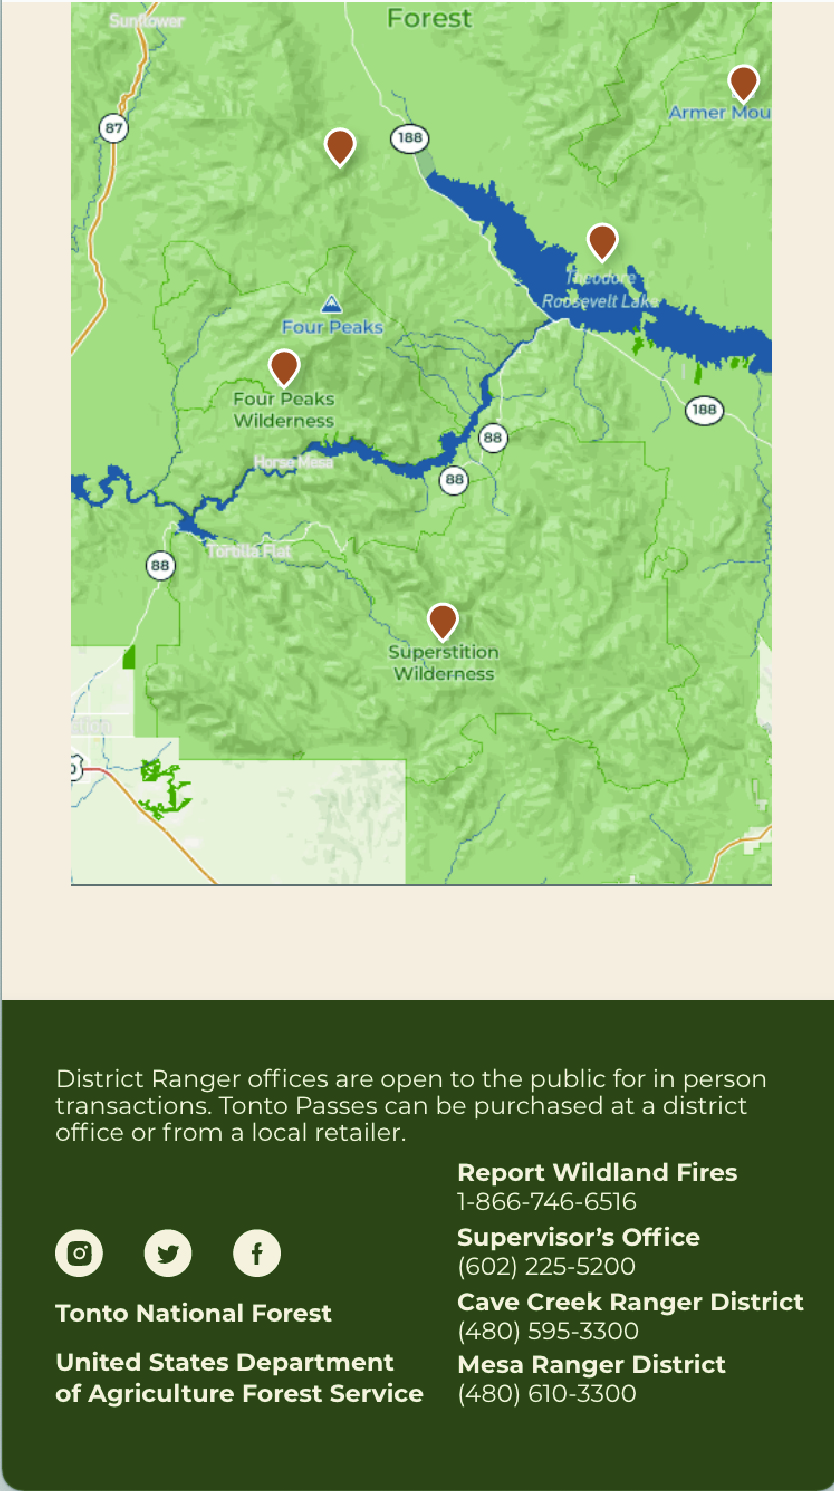 Sunflower
Forest
Armer Mou
87
188
Theodore
Roosevelt Lake
Four Peaks
Four Peaks
Wilderness
188
88
Horse Mesa
88
Tortilla Flat
88
Superstition
Wilderness
District Ranger offices are open to the public for in person
transactions. Tonto Passes can be purchased at a district
office or from a local retailer.
Report Wildland Fires
1-866-746-6516
Supervisor’s Office
(602) 225-5200
Cave Creek Ranger District
(480) 595-3300
Mesa Ranger District
(480) 610-3300
Tonto National Forest
United States Department
of Agriculture Forest Service